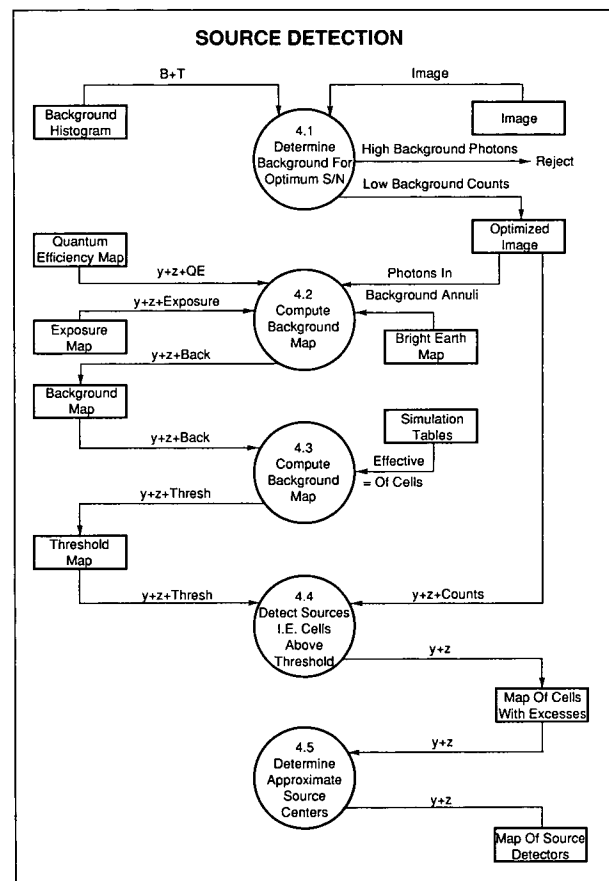 SOURCE DETECTION
B+T
Image
Background
Histogram
Image
4.1
Determine
Background For
Optimum S/N
High Background Photons
Reject
Low Background Counts
Optimized
Image
Quantum
Efficiency Map
y+z+QE
Photons In
Background Annuli
4.2
Compute
Background
Map
y+z+Exposure
Exposure
Map
Bright Earth
Map
y+z+Back
Background
Map
y+z+Back
Simulation
Tables
4.3
Compute
Background
Map
Effective
= Of Cells
y+z+Thresh
Threshold
Map
y+z+Thresh
y+z+Counts
4.4
Detect Sources
I.E. Cells
Above
Threshold
y+z
Map Of Cells
With Excesses
y+z
4.5
Determine
Approximate
Source
Centers
y+z
Map Of Source
Detectors